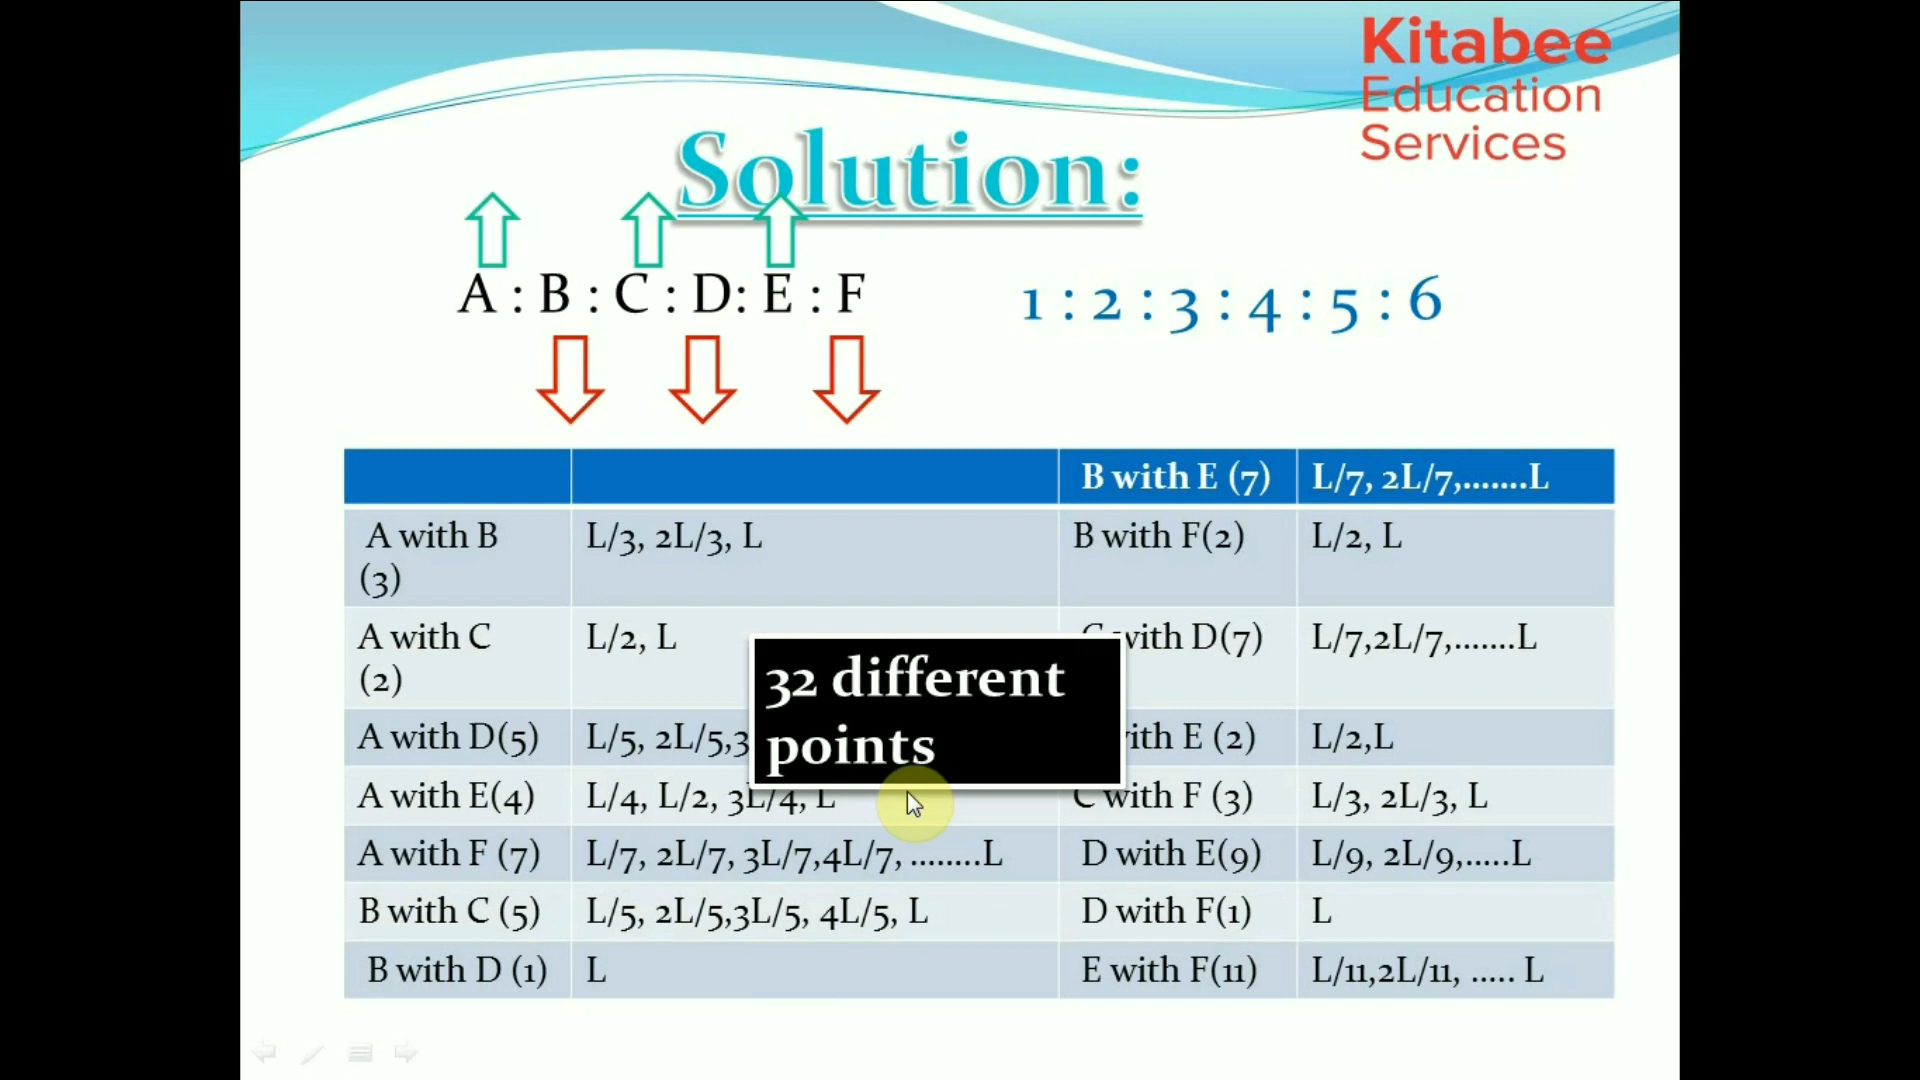 Kitabee
Education
Services
Solution:
A : B : C : D: E : F
1 : 2 : 3 : 4 : 5 : 6
B with E (7) L/7, 2L/7,.......L
A with B
(3)
L/3, 2L/3, L
B with F(2) L/2, L
A with C
(2)
L/2, L
with D(7) L/7,2L/7,.......L
32 different
points
A with D(5) L/5, 2L/5,3
E (2) L/2,L
A with E(4) L/4, L/2, 3L/4, L
C with F (3) L/3, 2L/3, L
A with F (7) L/7, 2L/7, 3L/7,4L/7, ........L
D with E(9) L/9, 2L/9,.....L
B with C (5) L/5, 2L/5,3L/5, 4L/5, L
D with F(1) L
B with D (1) L
E with F(11) L/11,2L/11, ..... L